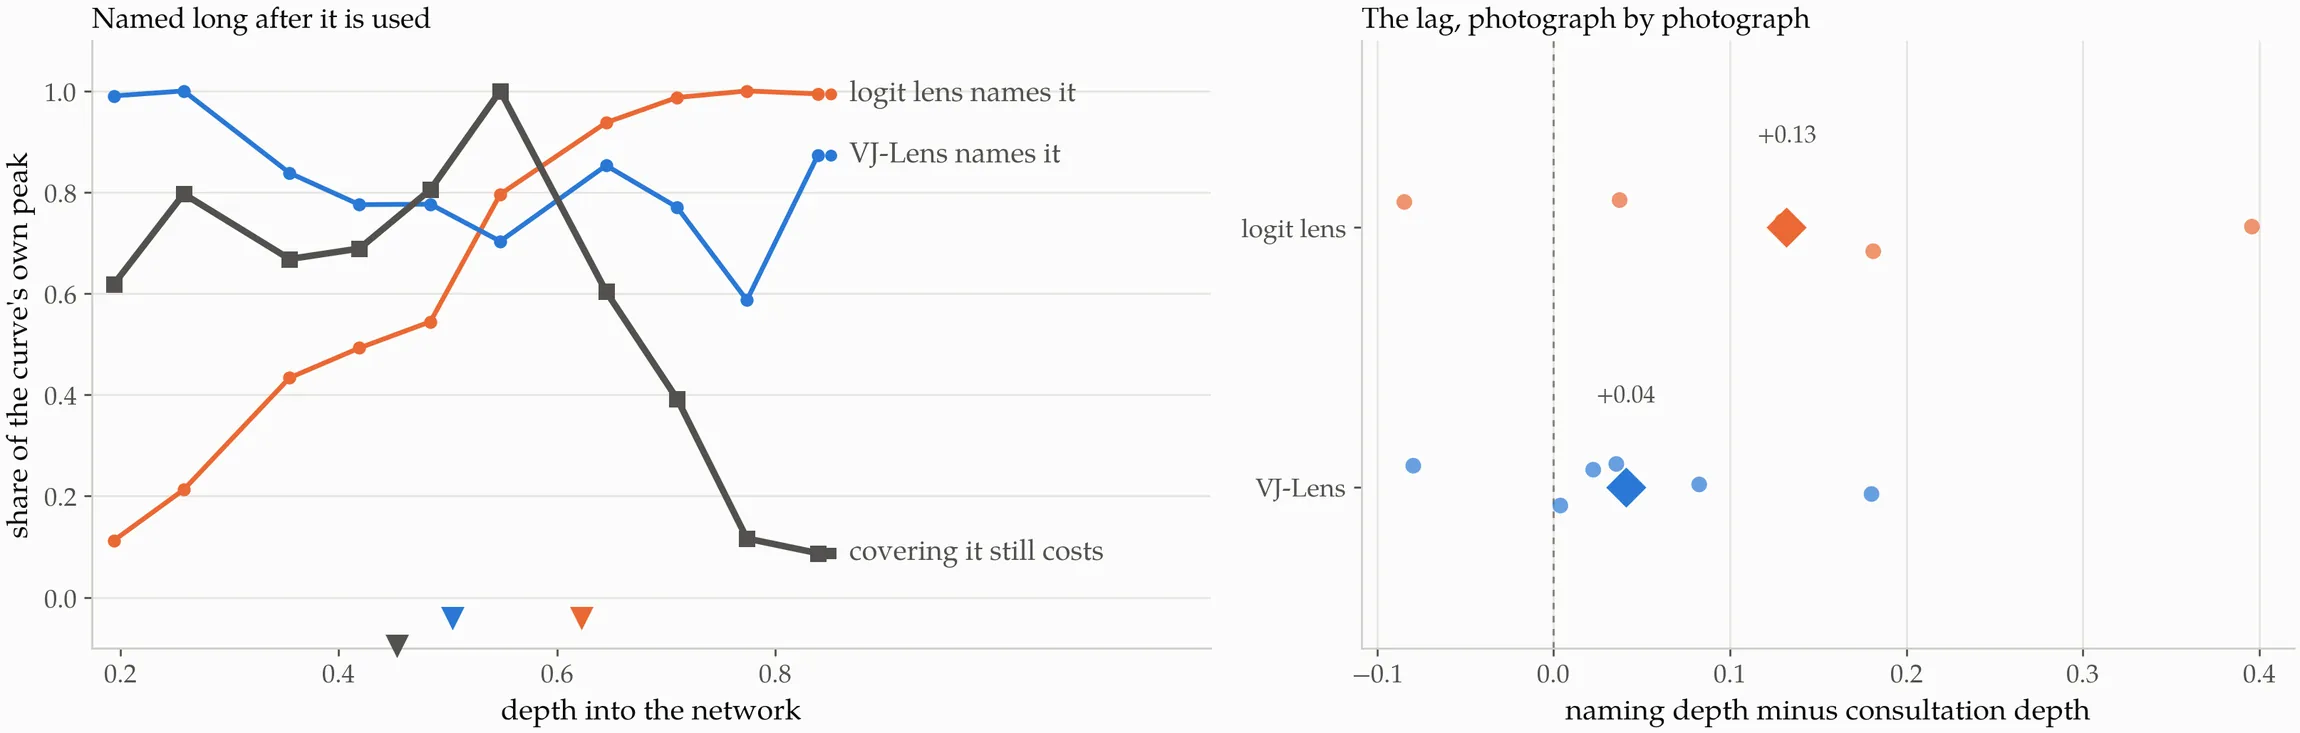 Named long after it is used
share of the curve's own peak
1.0
0.8
0.6
0.4
0.2
0.0
logit lens names it
VJ-Lens names it
covering it still costs
0.2 0.4 0.6 0.8
depth into the network
The lag, photograph by photograph
+0.13
logit lens
+0.04
VJ-Lens
−0.1 0.0 0.1 0.2 0.3 0.4
naming depth minus consultation depth